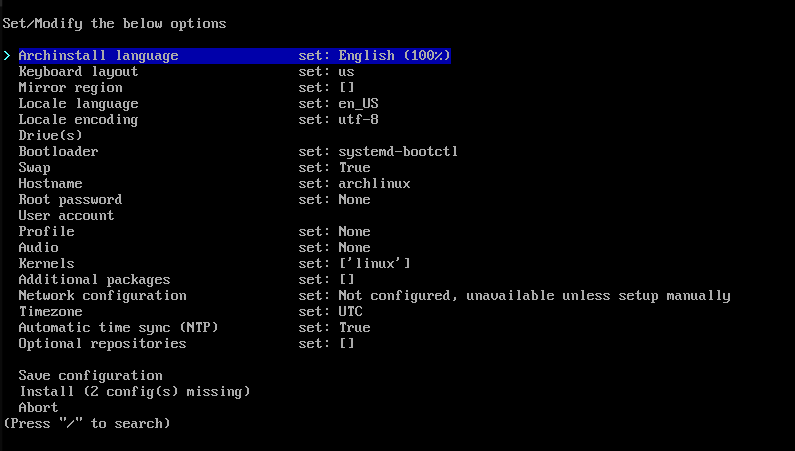 Set/Modify the below options
> Archinstall language set: English (100%)
Keyboard layout set: us
Mirror region set: []
Locale language set: en_US
Locale encoding set: utf-8
Drive(s)
Bootloader set: systemd-bootctl
Swap set: True
Hostname set: archlinux
Root password set: None
User account
Profile set: None
Audio set: None
Kernels set: ['linux']
Additional packages set: []
Network configuration set: Not configured, unavailable unless setup manually
Timezone set: UTC
Automatic time sync (NTP) set: True
Optional repositories set: []
Save configuration
Install (2 config(s) missing)
Abort
(Press "/" to search)